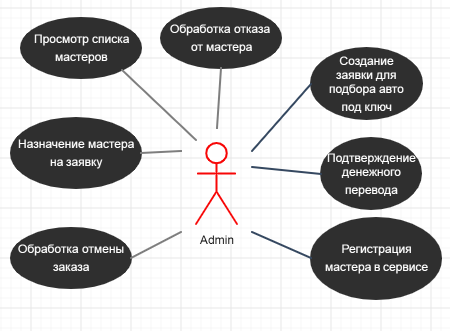 Просмотр списка
мастеров
Обработка отказа
от мастера
Создание
заявки для
подбора авто
под ключ
Назначение мастера
на заявку
Подтверждение
денежного
перевода
Admin
Обработка отмены
заказа
Регистрация
мастера в сервисе